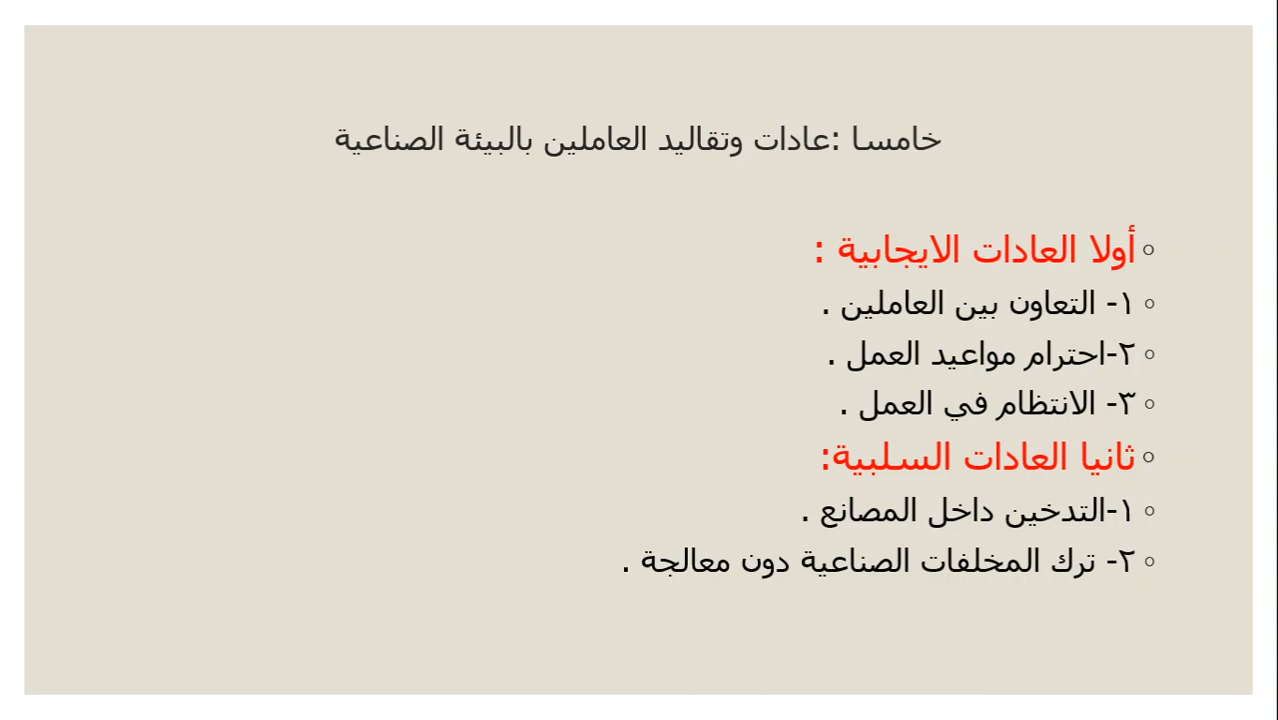 خامسا :عادات وتقاليد العاملين بالبيئة الصناعية
أولا العادات الايجابية :
١- التعاون بين العاملين .
٢-احترام مواعيد العمل .
٣- الانتظام في العمل .
ثانيا العادات السلبية:
١-التدخين داخل المصانع .
٢- ترك المخلفات الصناعية دون معالجة .